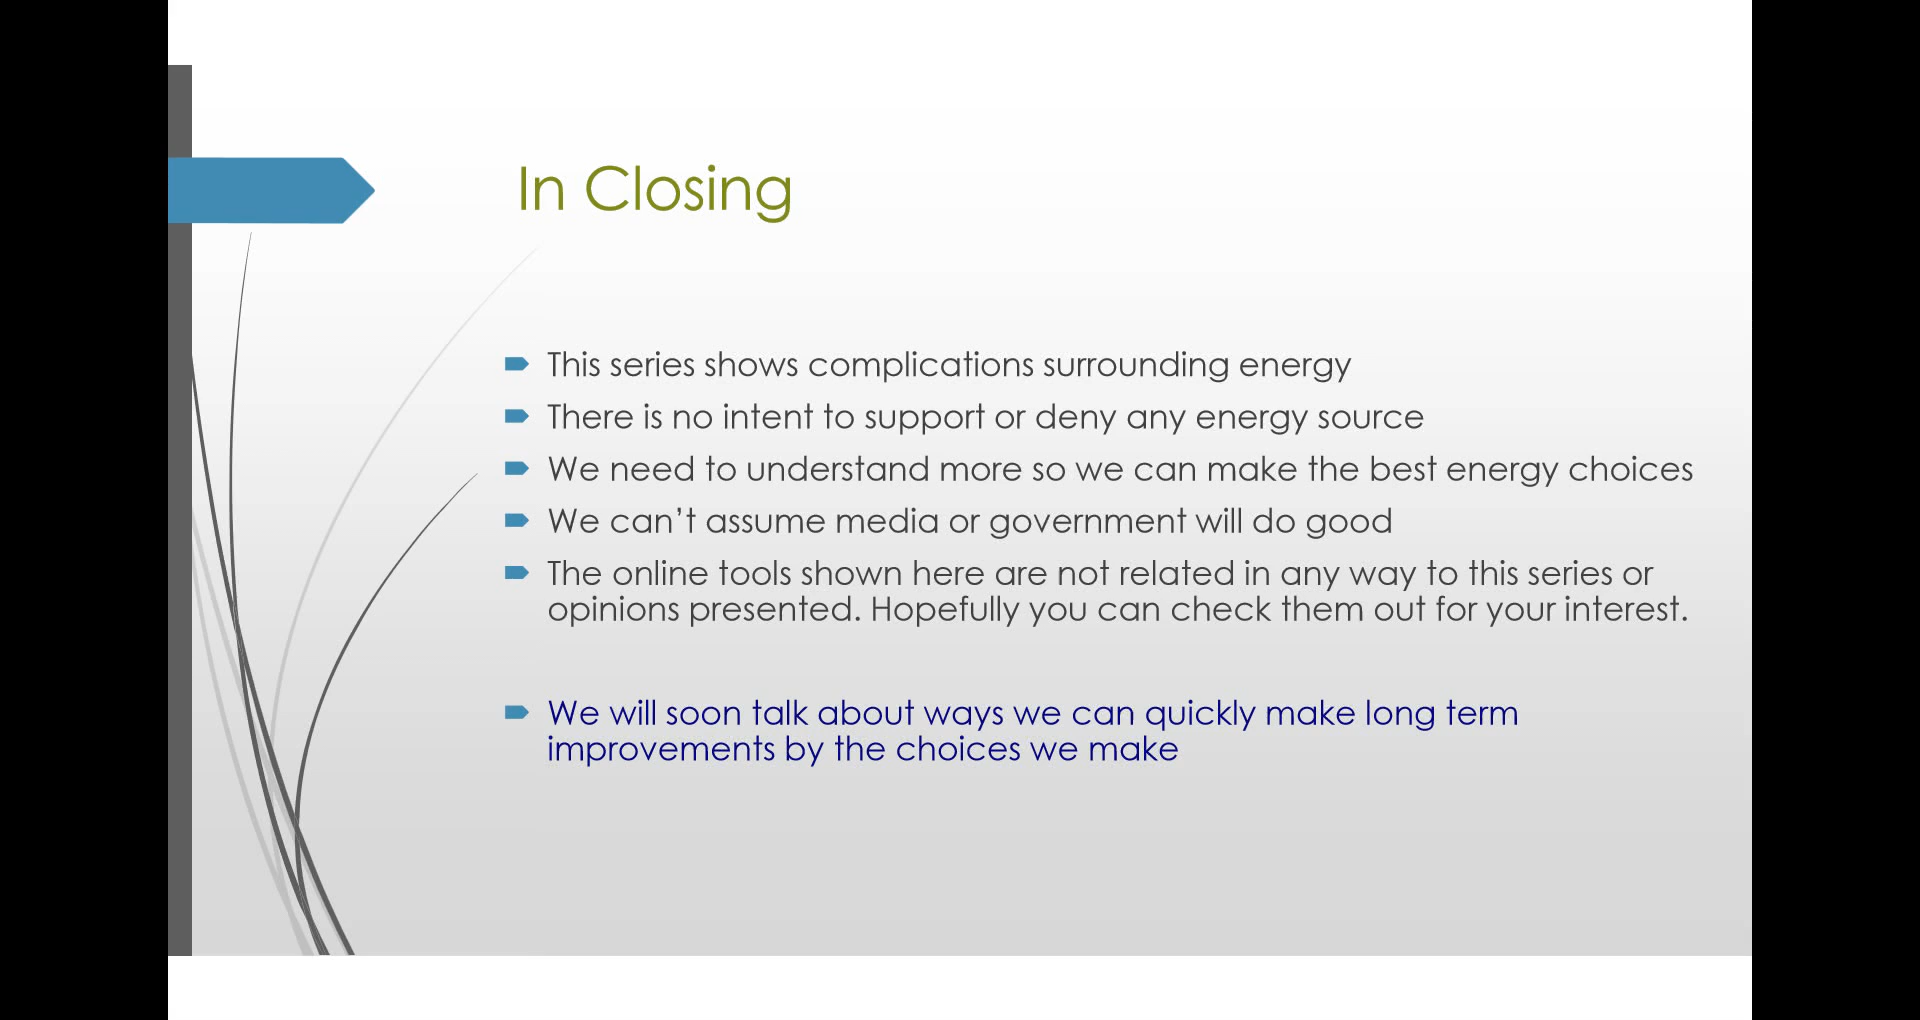 In Closing
This series shows complications surrounding energy
There is no intent to support or deny any energy source
We need to understand more so we can make the best energy choices
We can’t assume media or government will do good
The online tools shown here are not related in any way to this series or
opinions presented. Hopefully you can check them out for your interest.
We will soon talk about ways we can quickly make long term
improvements by the choices we make